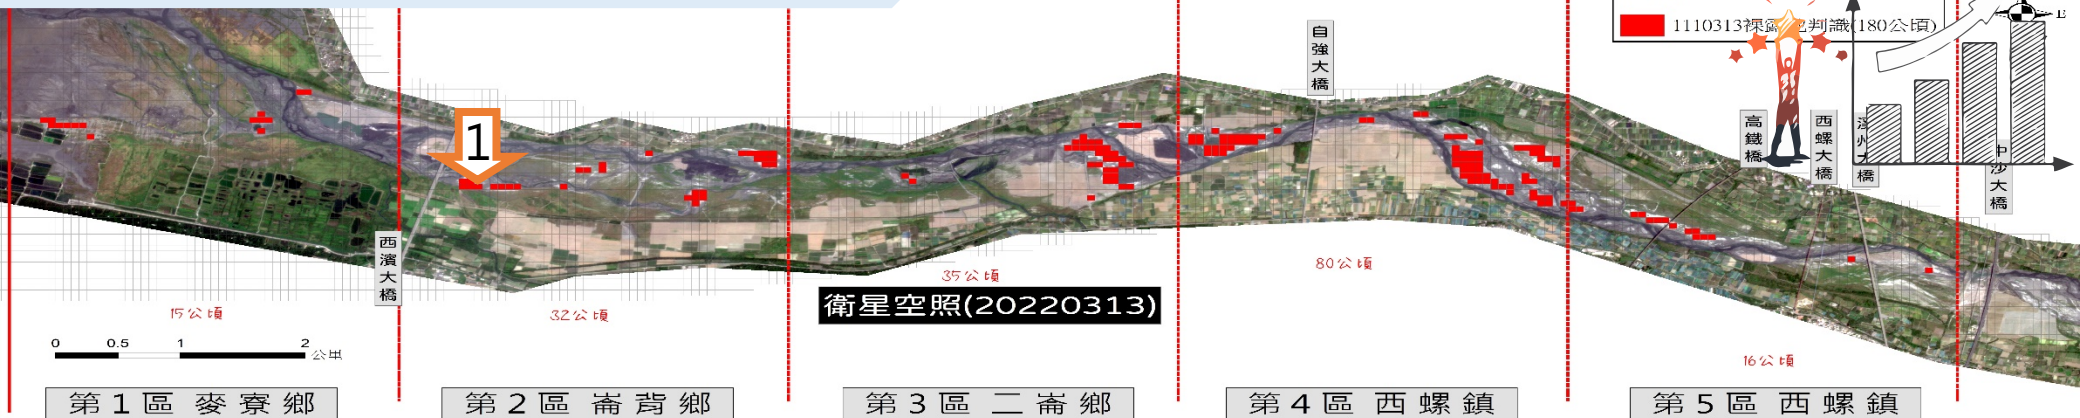 1110313裸露地判識(180公頃)
E
自強大橋
高鐵橋
西螺大橋
溪州大橋
中沙大橋
1
西濱大橋
35公頃
80公頃
衛星空照(20220313)
15公頃
32公頃
16公頃
0 0.5 1 2 公里
第1區 麥寮鄉
第2區 崙背鄉
第3區 二崙鄉
第4區 西螺鎮
第5區 西螺鎮